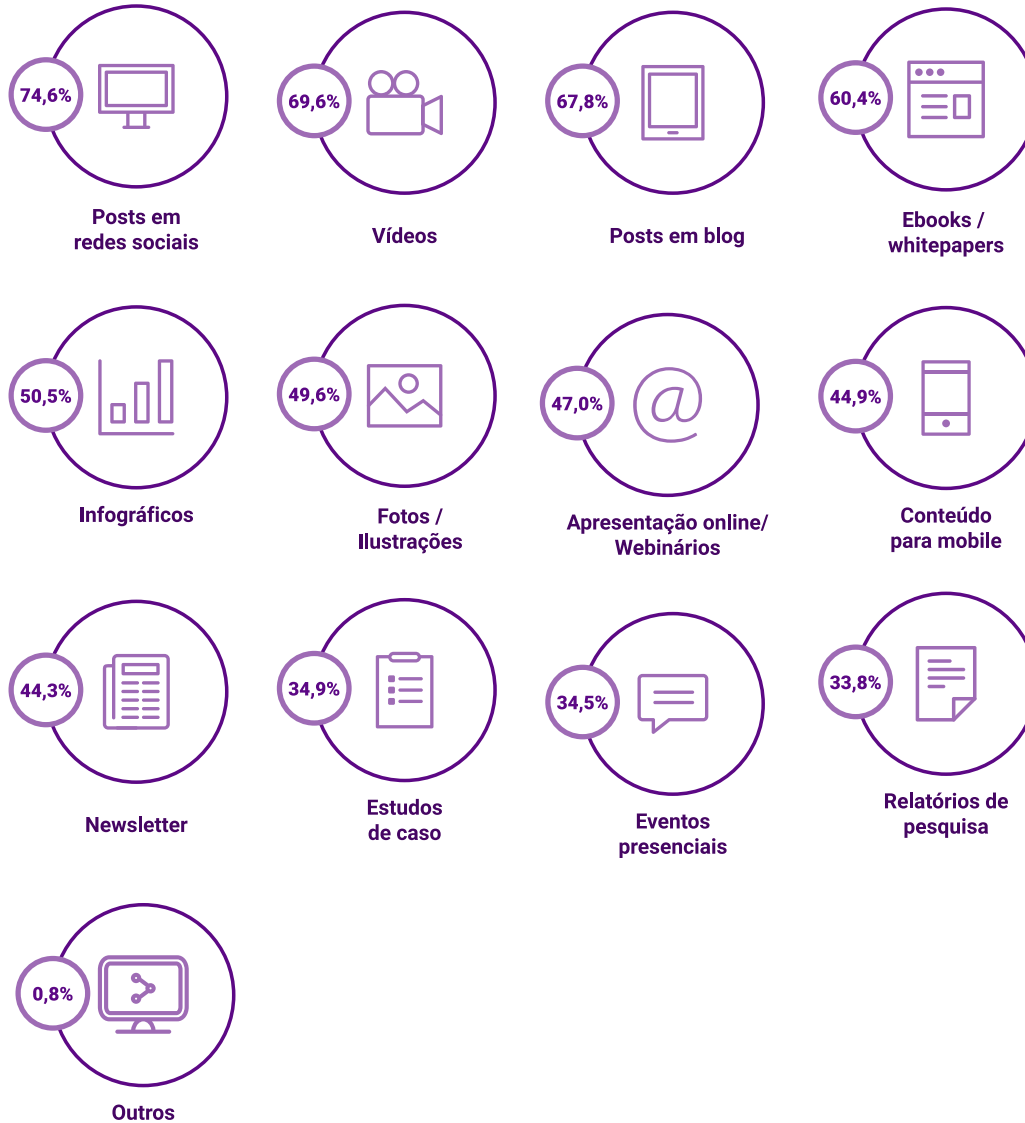 74,6%
Posts em
redes sociais
69,6%
Vídeos
67,8%
Posts em blog
60,4%
Ebooks /
whitepapers
50,5%
Infográficos
49,6%
Fotos /
Ilustrações
47,0%
@
Apresentação online/
Webinários
44,9%
Conteúdo
para mobile
44,3%
Newsletter
34,9%
Estudos
de caso
34,5%
Eventos
presenciais
33,8%
Relatórios de
pesquisa
0,8%
Outros